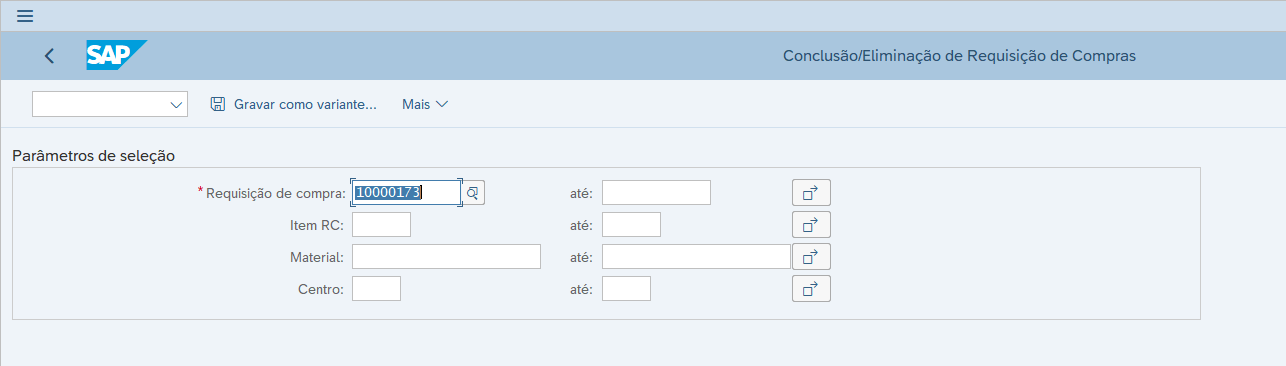 SAP
Conclusão/Eliminação de Requisição de Compras
Gravar como variante... Mais
Parâmetros de seleção
* Requisição de compra: 10000173 até:
Item RC: até:
Material: até:
Centro: até: